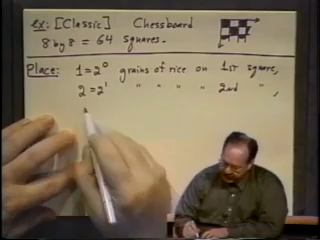 ex: [Classic] Chessboard
8 by 8 = 64 squares.
Place: 1 = 2⁰ grains of rice on 1st square,
2 = 2¹ " " " " 2nd " ,